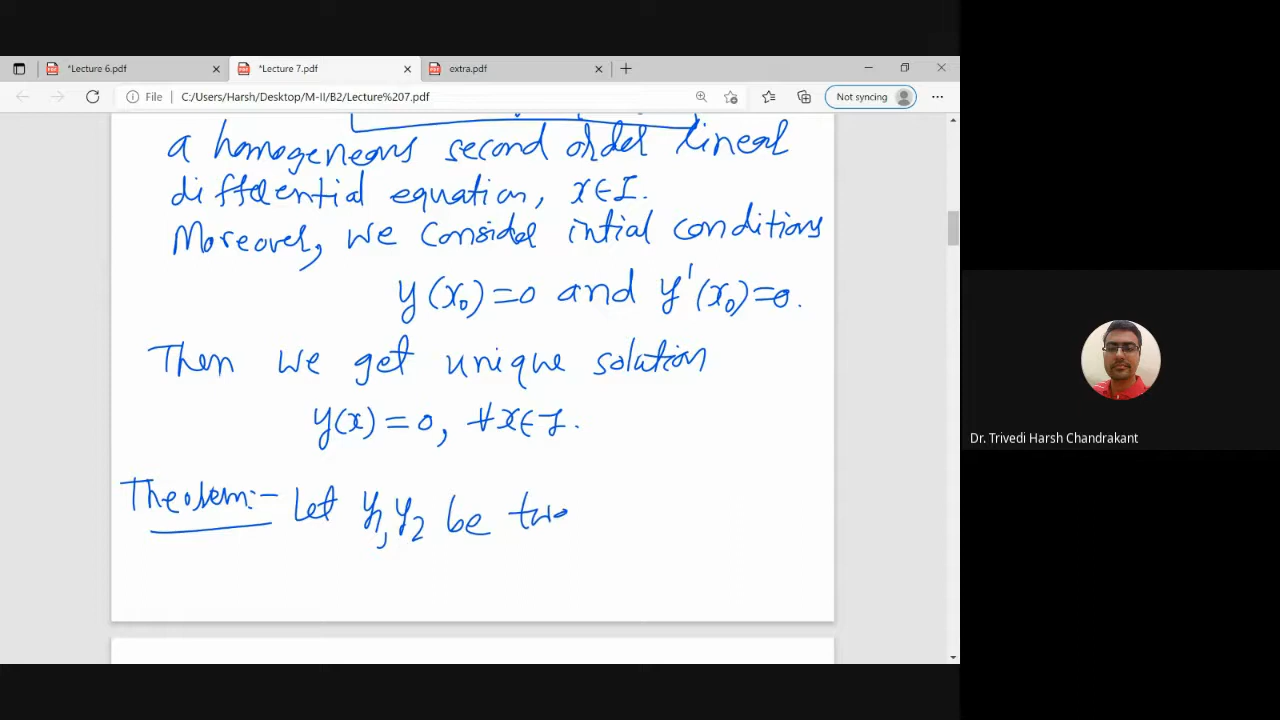 *Lecture 6.pdf
*Lecture 7.pdf
extra.pdf
File
C:/Users/Harsh/Desktop/M-II/B2/Lecture%207.pdf
Not syncing
a homogeneous second order linear
differential equation, x∈I.
Moreover, we consider intial conditions
y(x₀)=0 and y'(x₀)=0.
Then we get unique solution
y(x)=0, ∀x∈I.
Theorem:- Let y₁, y₂ be two
Dr. Trivedi Harsh Chandrakant